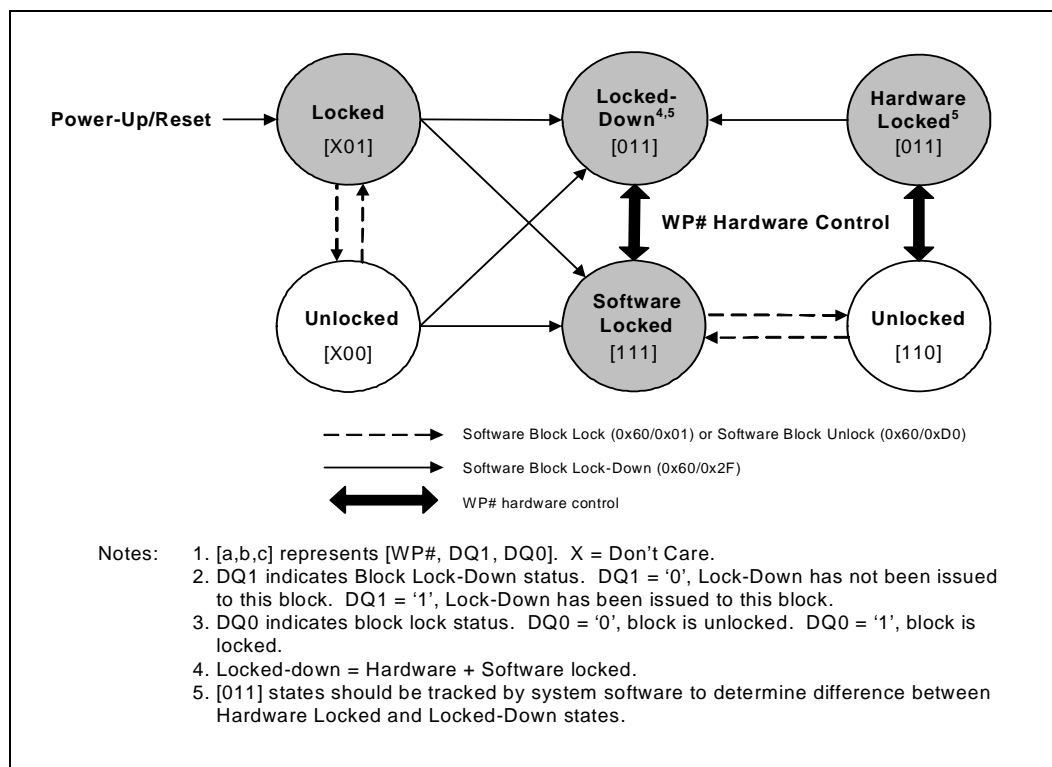 Power-Up/Reset
Locked
[X01]
Locked-
Down4,5
[011]
Hardware
Locked5
[011]
WP# Hardware Control
Unlocked
[X00]
Software
Locked
[111]
Unlocked
[110]
Software Block Lock (0x60/0x01) or Software Block Unlock (0x60/0xD0)
Software Block Lock-Down (0x60/0x2F)
WP# hardware control
Notes: 1. [a,b,c] represents [WP#, DQ1, DQ0]. X = Don't Care.
2. DQ1 indicates Block Lock-Down status. DQ1 = ‘0’, Lock-Down has not been issued
to this block. DQ1 = ‘1’, Lock-Down has been issued to this block.
3. DQ0 indicates block lock status. DQ0 = ‘0’, block is unlocked. DQ0 = ‘1’, block is
locked.
4. Locked-down = Hardware + Software locked.
5. [011] states should be tracked by system software to determine difference between
Hardware Locked and Locked-Down states.